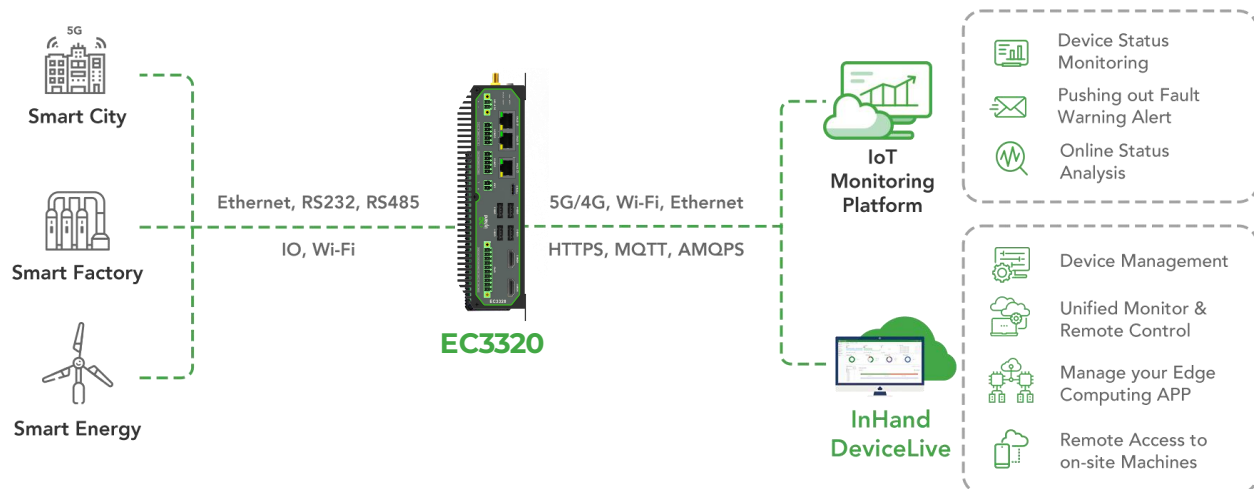 5G
Smart City
Smart Factory
Smart Energy
Ethernet, RS232, RS485
IO, Wi-Fi
EC3320
EC3320
5G/4G, Wi-Fi, Ethernet
HTTPS, MQTT, AMQPS
IoT
Monitoring
Platform
InHand
DeviceLive
Device Status
Monitoring
Pushing out Fault
Warning Alert
Online Status
Analysis
Device Management
Unified Monitor &
Remote Control
Manage your Edge
Computing APP
Remote Access to
on-site Machines